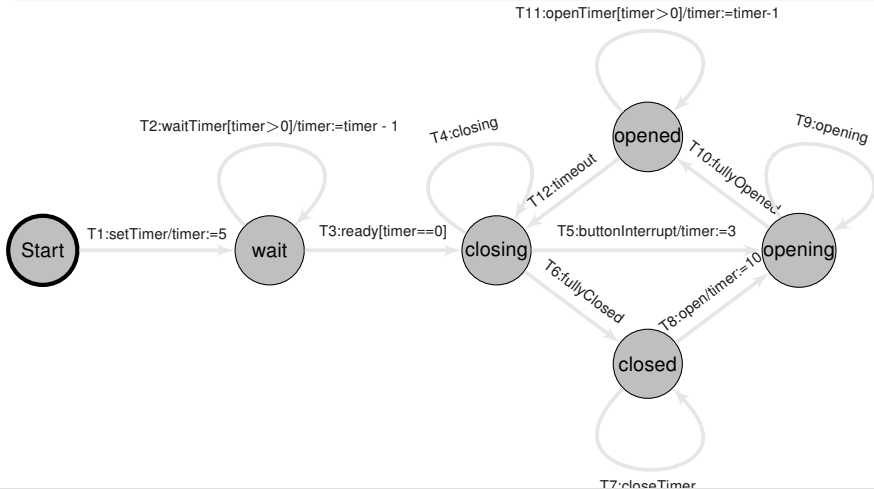 T11:openTimer[timer>0]/timer:=timer-1
T2:waitTimer[timer>0]/timer:=timer - 1
T4:closing
opened
T9:opening
T12:timeout
T10:fullyOpened
Start
T1:setTimer/timer:=5
wait
T3:ready[timer==0]
closing
T5:buttonInterrupt/timer:=3
opening
T6:fullyClosed
T8:open/timer:=10
closed
T7:closeTimer